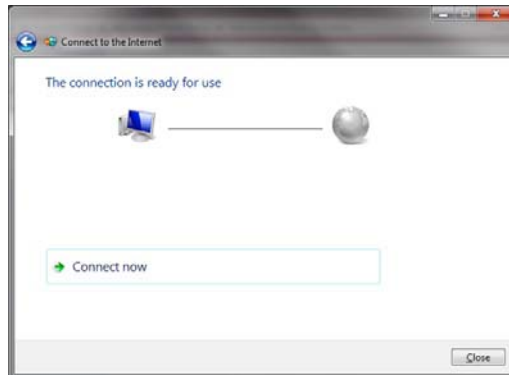 Connect to the Internet
The connection is ready for use
Connect now
Close